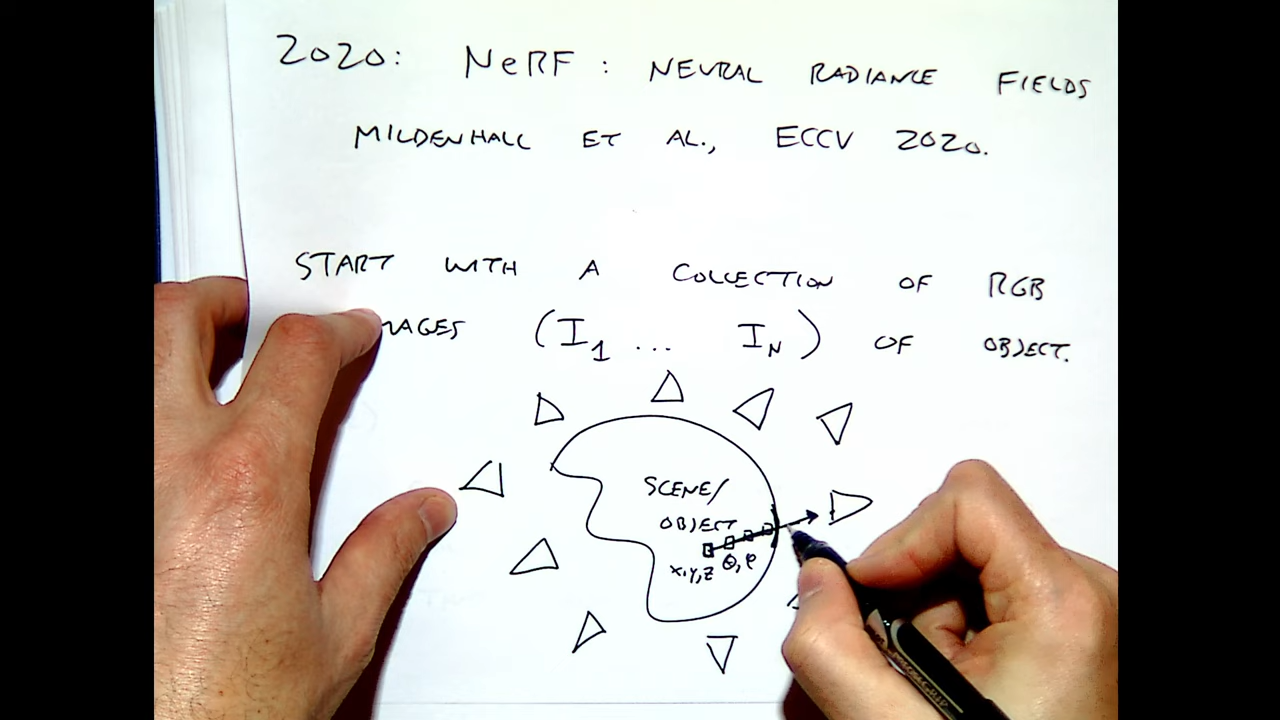 2020: NeRF: NEURAL RADIANCE FIELDS
MILDENHALL ET AL., ECCV 2020.
START WITH A COLLECTION OF RGB
(I1 ... IN) OF OBJECT.
SCENE/
OBJECT
x,y,z θ,φ